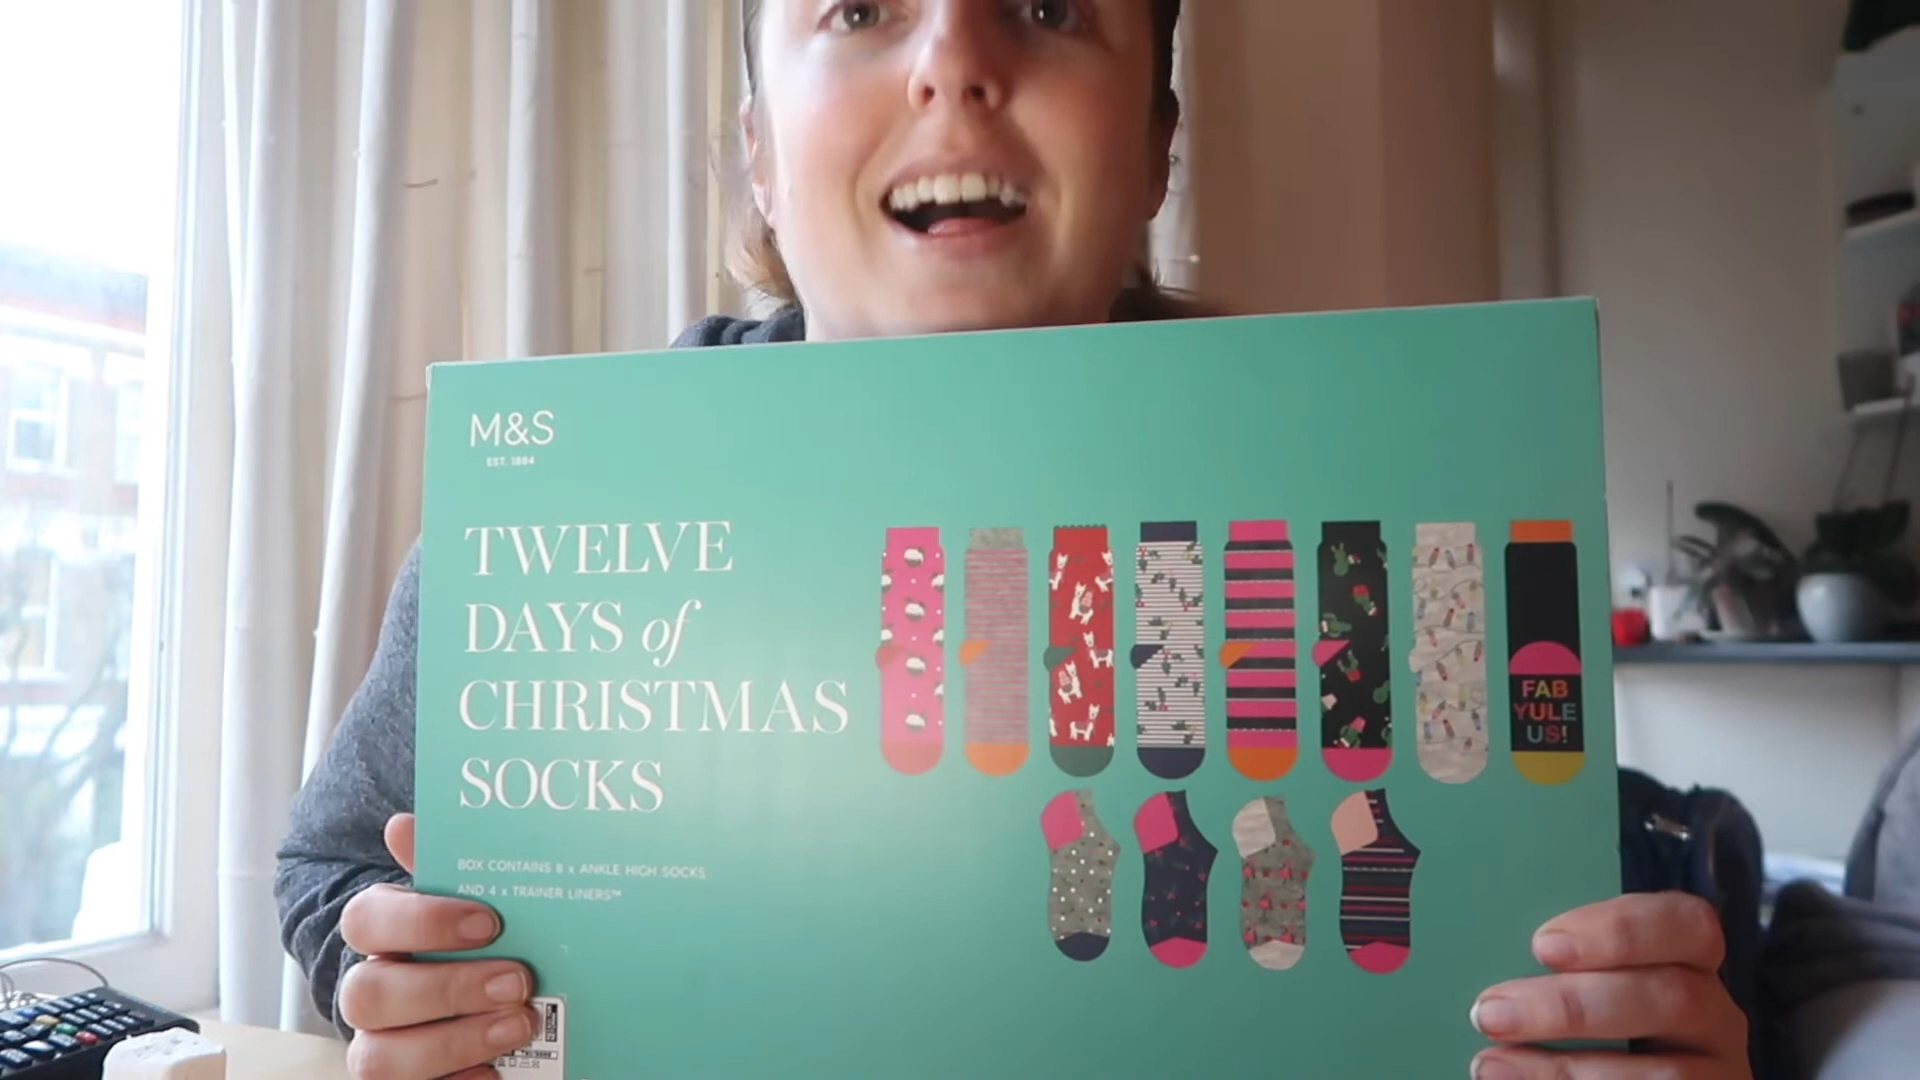 M&S
EST. 1884
TWELVE
DAYS of
CHRISTMAS
SOCKS
BOX CONTAINS 8 x ANKLE HIGH SOCKS
AND 4 x TRAINER LINERS™
FAB
YULE
US!